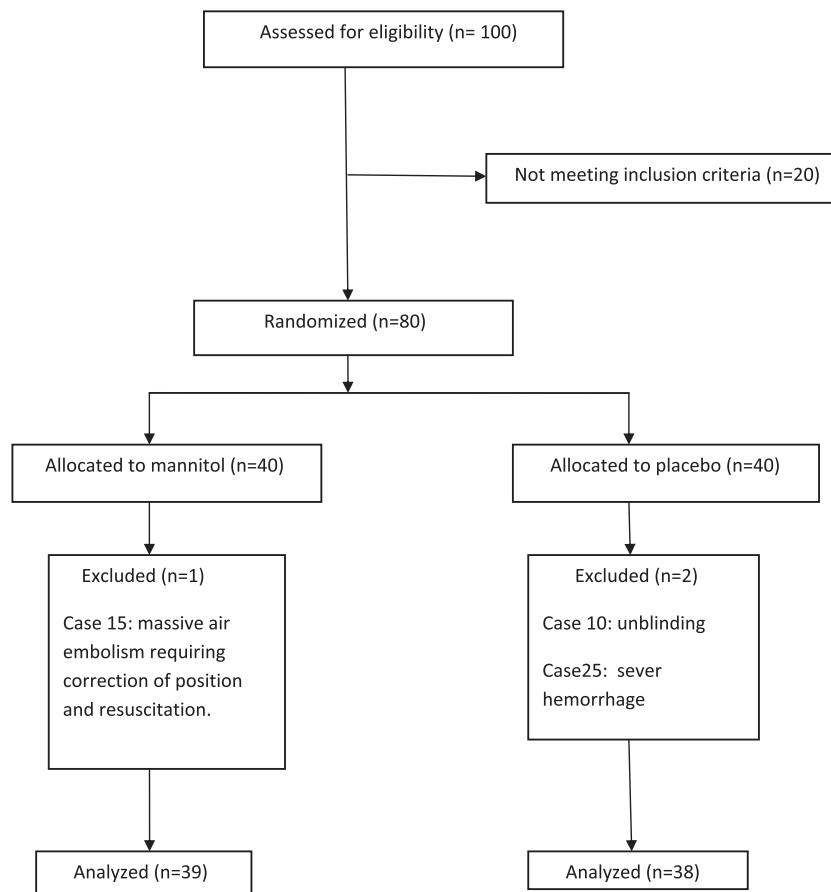 Assessed for eligibility (n= 100)
Not meeting inclusion criteria (n=20)
Randomized (n=80)
Allocated to mannitol (n=40)
Allocated to placebo (n=40)
Excluded (n=1)
Case 15: massive air
embolism requiring
correction of position
and resuscitation.
Excluded (n=2)
Case 10: unblinding
Case25:  sever
hemorrhage
Analyzed (n=39)
Analyzed (n=38)